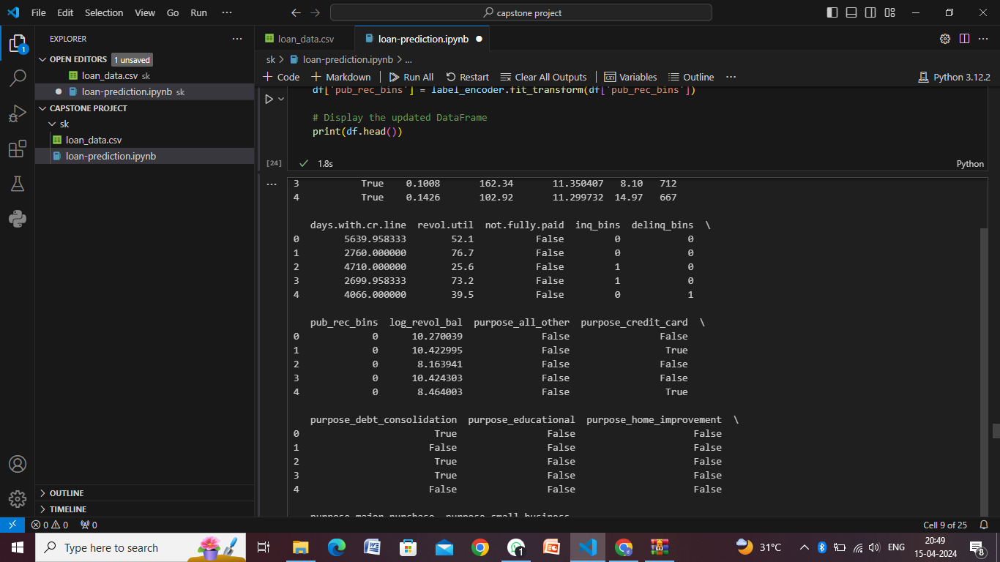 File Edit Selection View Go Run ··· capstone project
EXPLORER ···
OPEN EDITORS 1 unsaved
loan_data.csv sk
loan-prediction.ipynb sk
CAPSTONE PROJECT
sk
loan_data.csv
loan-prediction.ipynb
OUTLINE
TIMELINE
1
loan_data.csv loan-prediction.ipynb
sk > loan-prediction.ipynb > ...
+ Code + Markdown Run All Restart Clear All Outputs Variables Outline ··· Python 3.12.2
df['pub_rec_bins'] = label_encoder.fit_transform(df['pub_rec_bins'])
# Display the updated DataFrame
print(df.head())
[24] 1.8s Python
3 True 0.1008 162.34 11.350407 8.10 712
4 True 0.1426 102.92 11.299732 14.97 667
days.with.cr.line revol.util not.fully.paid inq_bins delinq_bins \
0 5639.958333 52.1 False 0 0
1 2760.000000 76.7 False 0 0
2 4710.000000 25.6 False 1 0
3 2699.958333 73.2 False 1 0
4 4066.000000 39.5 False 0 1
pub_rec_bins log_revol_bal purpose_all_other purpose_credit_card \
0 0 10.270039 False False
1 0 10.422995 False True
2 0 8.163941 False False
3 0 10.424303 False False
4 0 8.464003 False True
purpose_debt_consolidation purpose_educational purpose_home_improvement \
0 True False False
1 False False False
2 True False False
3 True False False
4 False False False
purpose_major_purchase purpose_small_business
0 0 0 Cell 9 of 25
Type here to search 1 31°C ENG 20:49
15-04-2024 8